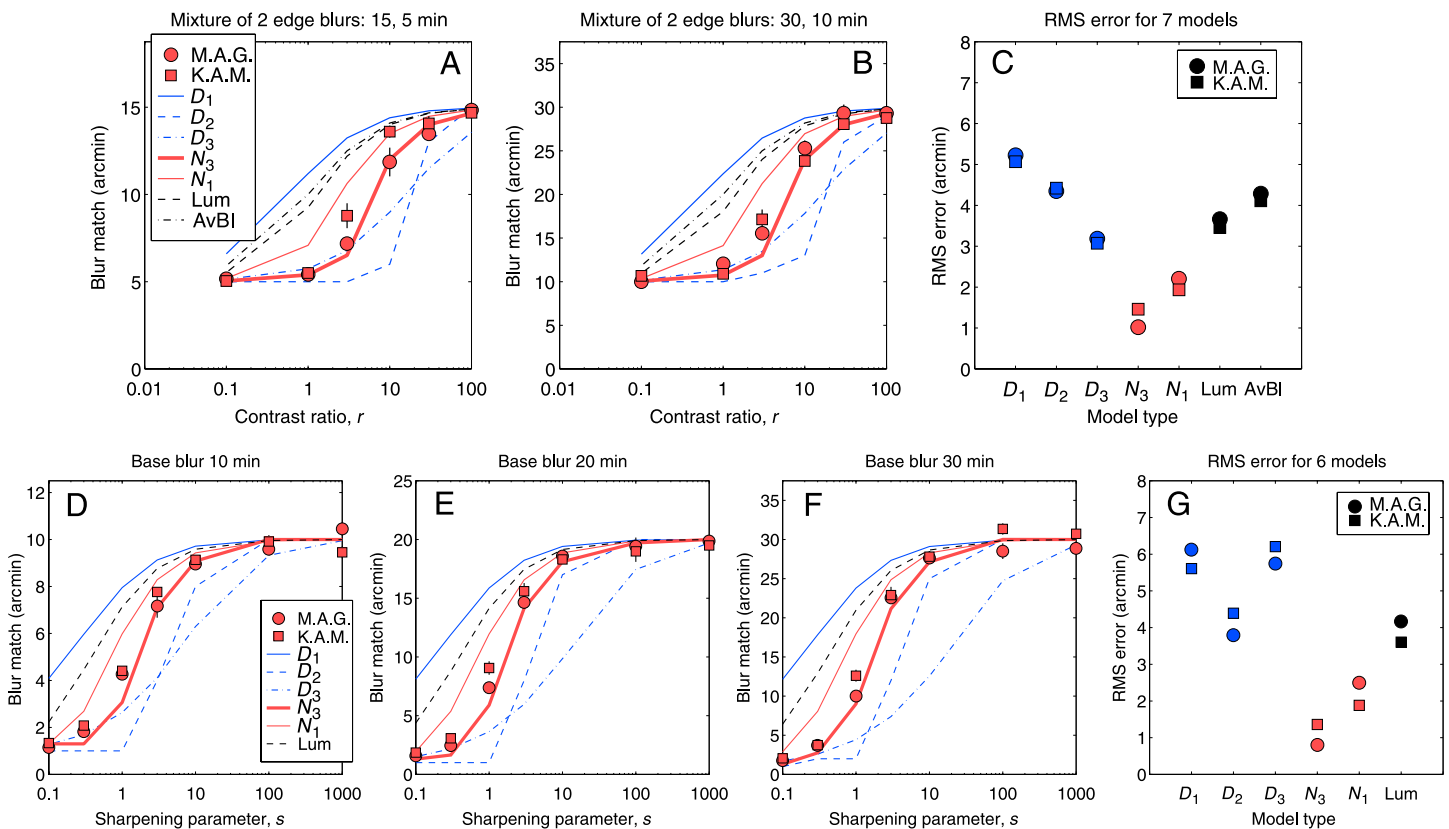 Mixture of 2 edge blurs: 15, 5 min
A
M.A.G.
K.A.M.
D1
D2
D3
N3
N1
Lum
AvBl
Blur match (arcmin)
15
10
5
0
0.01 0.1 1 10 100
Contrast ratio, r
Mixture of 2 edge blurs: 30, 10 min
B
Blur match (arcmin)
35
30
25
20
15
10
5
0
0.01 0.1 1 10 100
Contrast ratio, r
RMS error for 7 models
C
M.A.G.
K.A.M.
RMS error (arcmin)
8
7
6
5
4
3
2
1
0
D1 D2 D3 N3 N1 Lum AvBl
Model type
Base blur 10 min
D
Blur match (arcmin)
12
10
8
6
4
2
0
M.A.G.
K.A.M.
D1
D2
D3
N3
N1
Lum
0.1 1 10 100 1000
Sharpening parameter, s
Base blur 20 min
E
Blur match (arcmin)
25
20
15
10
5
0
0.1 1 10 100 1000
Sharpening parameter, s
Base blur 30 min
F
Blur match (arcmin)
35
30
25
20
15
10
5
0
0.1 1 10 100 1000
Sharpening parameter, s
RMS error for 6 models
G
M.A.G.
K.A.M.
RMS error (arcmin)
8
7
6
5
4
3
2
1
0
D1 D2 D3 N3 N1 Lum
Model type